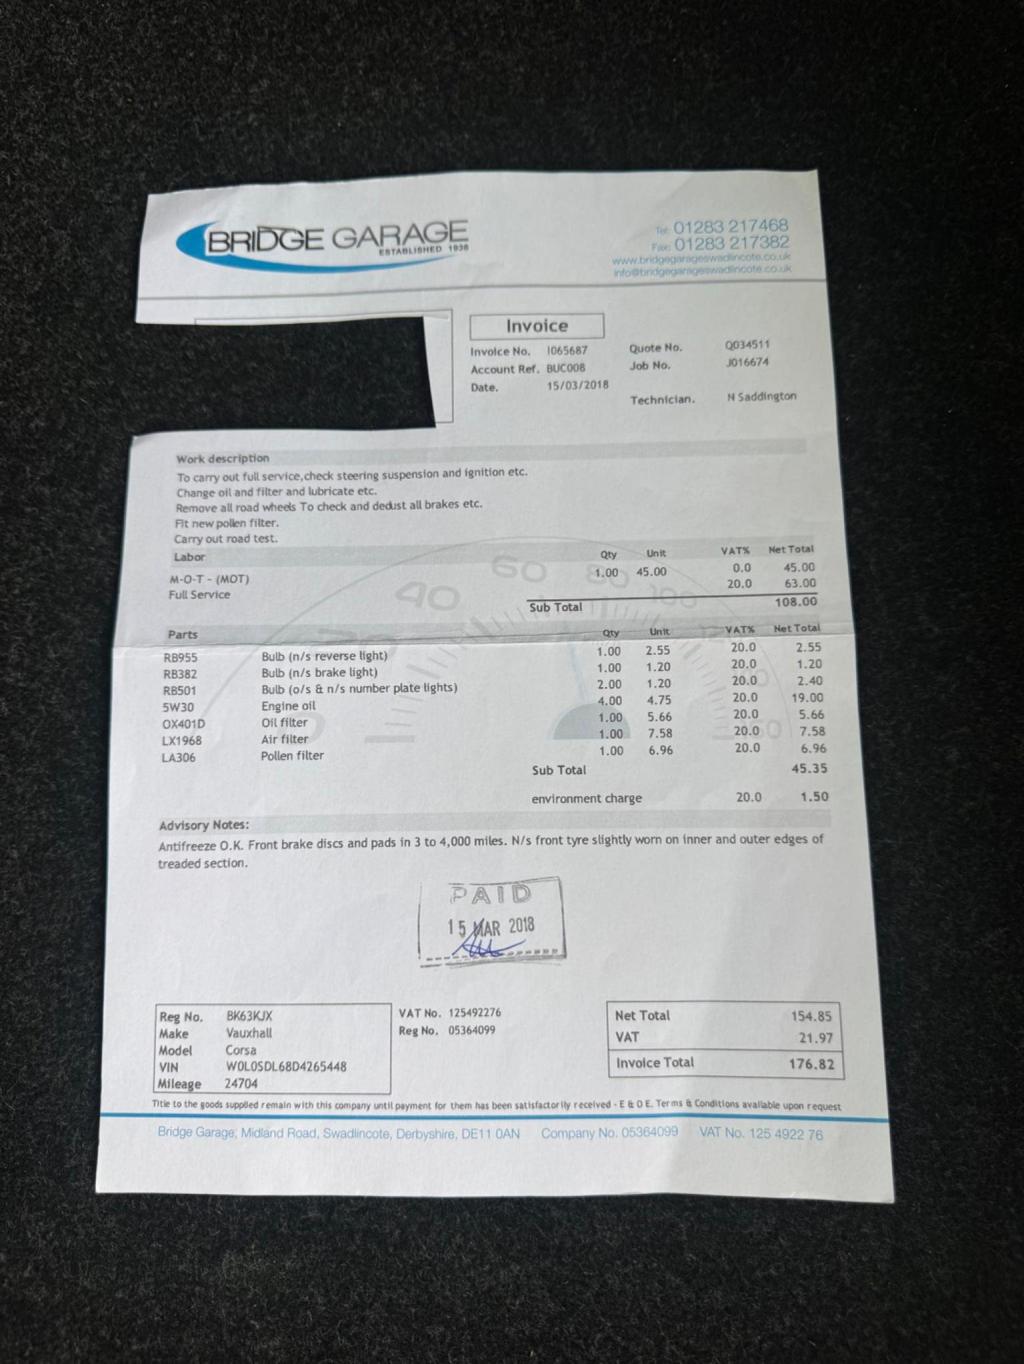 BRIDGE GARAGE
ESTABLISHED 1936
Tel: 01283 217468
Fax: 01283 217382
www.bridgegarageswadlincote.co.uk
info@bridgegarageswadlincote.co.uk
Invoice
Invoice No. I065687
Account Ref. BUC008
Date. 15/03/2018
Quote No. Q034511
Job No. J016674
Technician. N Saddington
Work description
To carry out full service,check steering suspension and ignition etc.
Change oil and filter and lubricate etc.
Remove all road wheels To check and dedust all brakes etc.
Fit new pollen filter.
Carry out road test.
Labor Qty Unit VAT% Net Total
M-O-T - (MOT) 1.00 45.00 0.0 45.00
Full Service 20.0 63.00
Sub Total 108.00
Parts Qty Unit VAT% Net Total
RB955 Bulb (n/s reverse light) 1.00 2.55 20.0 2.55
RB382 Bulb (n/s brake light) 1.00 1.20 20.0 1.20
RB501 Bulb (o/s & n/s number plate lights) 2.00 1.20 20.0 2.40
5W30 Engine oil 4.00 4.75 20.0 19.00
OX401D Oil filter 1.00 5.66 20.0 5.66
LX1968 Air filter 1.00 7.58 20.0 7.58
LA306 Pollen filter 1.00 6.96 20.0 6.96
Sub Total 45.35
environment charge 20.0 1.50
Advisory Notes:
Antifreeze O.K. Front brake discs and pads in 3 to 4,000 miles. N/s front tyre slightly worn on inner and outer edges of
treaded section.
PAID
15 MAR 2018
Reg No. BK63KJX
Make Vauxhall
Model Corsa
VIN W0L0SDL68D4265448
Mileage 24704
VAT No. 125492276
Reg No. 05364099
Net Total 154.85
VAT 21.97
Invoice Total 176.82
Title to the goods supplied remain with this company until payment for them has been satisfactorily received - E & O E. Terms & Conditions available upon request
Bridge Garage, Midland Road, Swadlincote, Derbyshire, DE11 0AN Company No. 05364099 VAT No. 125 4922 76